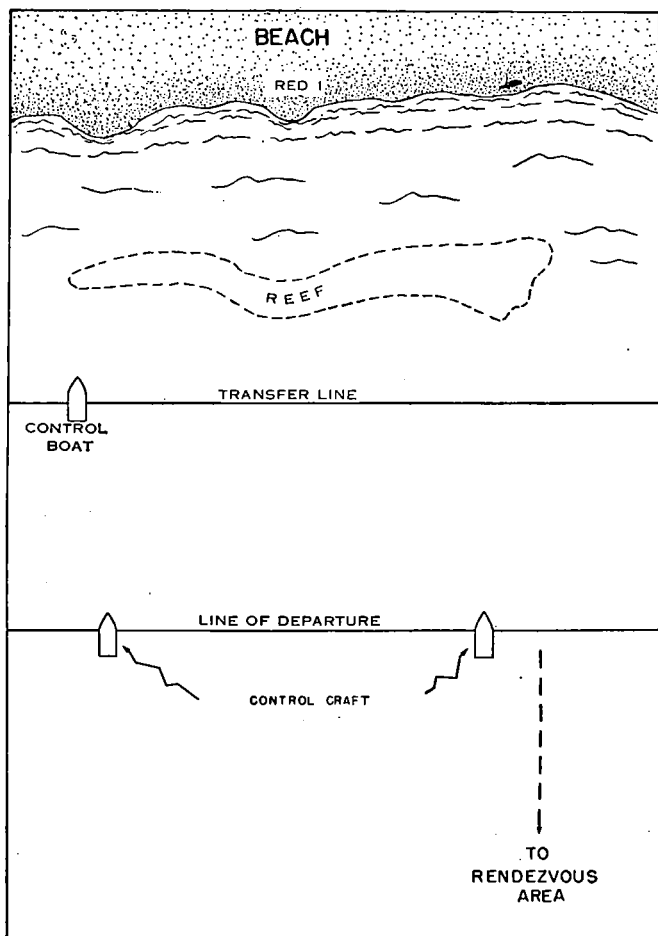 BEACH
RED 1
REEF
TRANSFER LINE
CONTROL
BOAT
LINE OF DEPARTURE
CONTROL CRAFT
TO
RENDEZVOUS
AREA